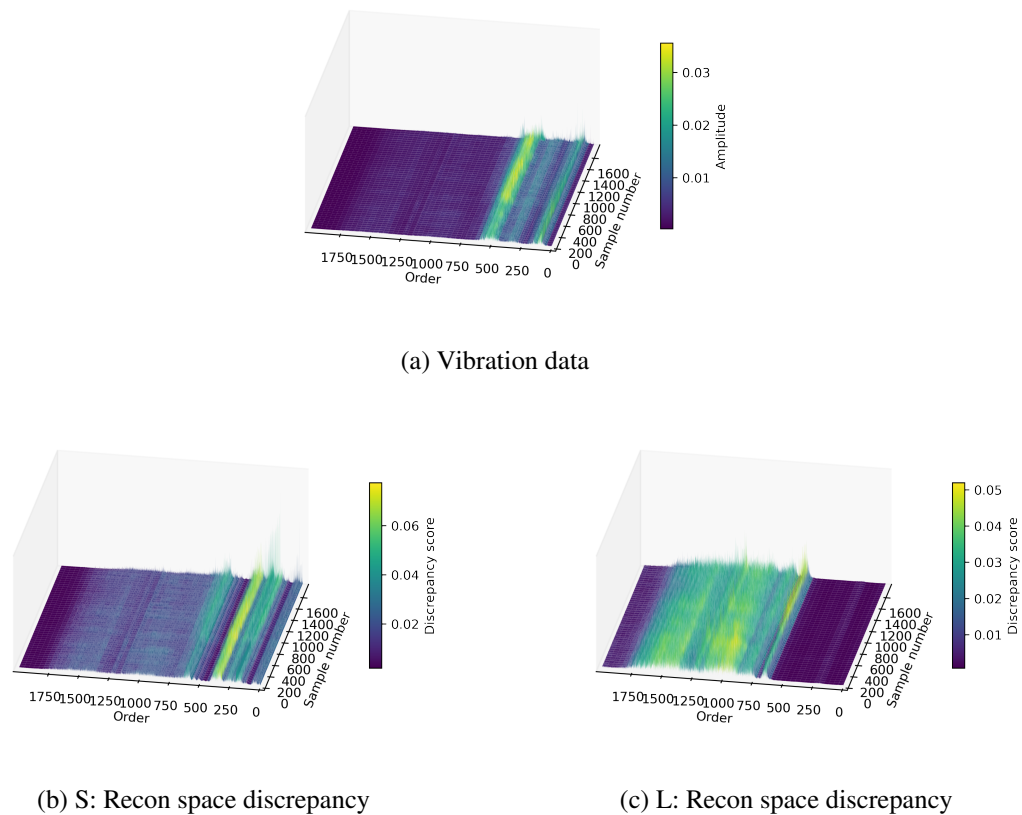 0.03
0.02
0.01
Amplitude
1600
1400
1200
1000
800
600
400
200
0
Sample number
1750 1500 1250 1000 750 500 250 0
Order
(a) Vibration data
0.06
0.04
0.02
Discrepancy score
1600
1400
1200
1000
800
600
400
200
0
Sample number
1750 1500 1250 1000 750 500 250 0
Order
(b) S: Recon space discrepancy
0.05
0.04
0.03
0.02
0.01
Discrepancy score
1600
1400
1200
1000
800
600
400
200
0
Sample number
1750 1500 1250 1000 750 500 250 0
Order
(c) L: Recon space discrepancy